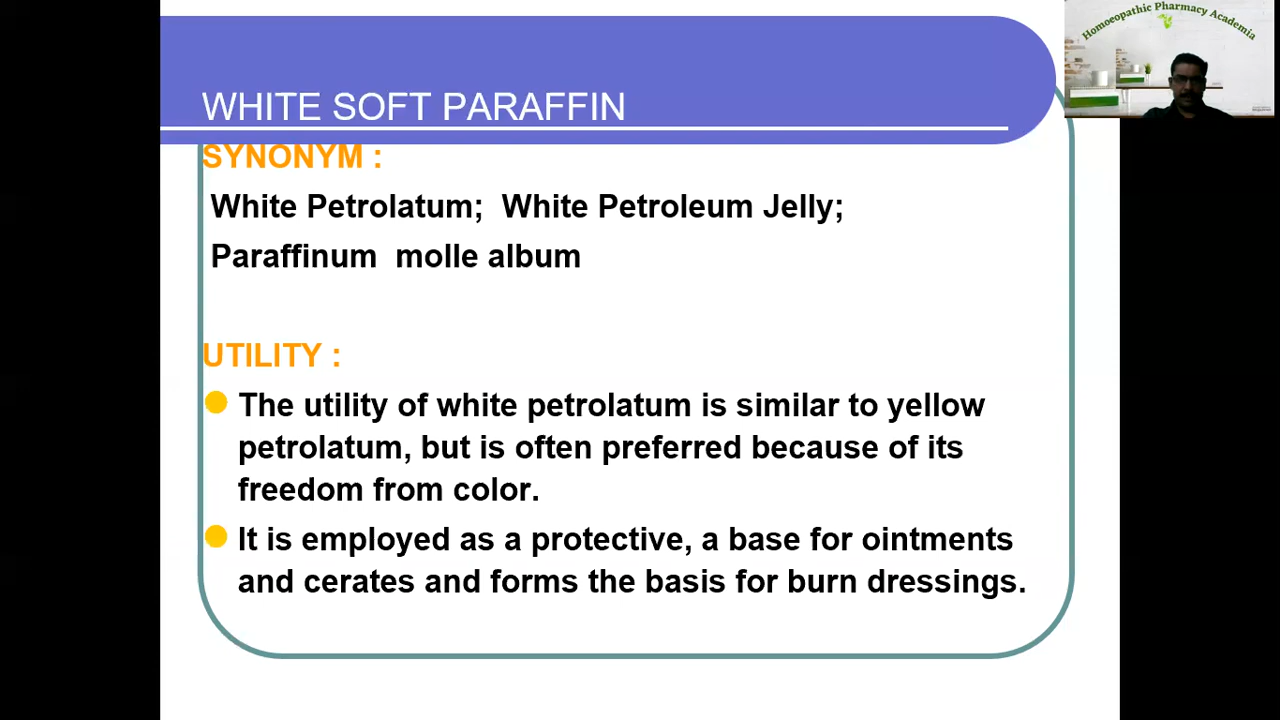 Homoeopathic Pharmacy Academia
WHITE SOFT PARAFFIN
SYNONYM :
White Petrolatum; White Petroleum Jelly;
Paraffinum molle album
UTILITY :
The utility of white petrolatum is similar to yellow
petrolatum, but is often preferred because of its
freedom from color.
It is employed as a protective, a base for ointments
and cerates and forms the basis for burn dressings.